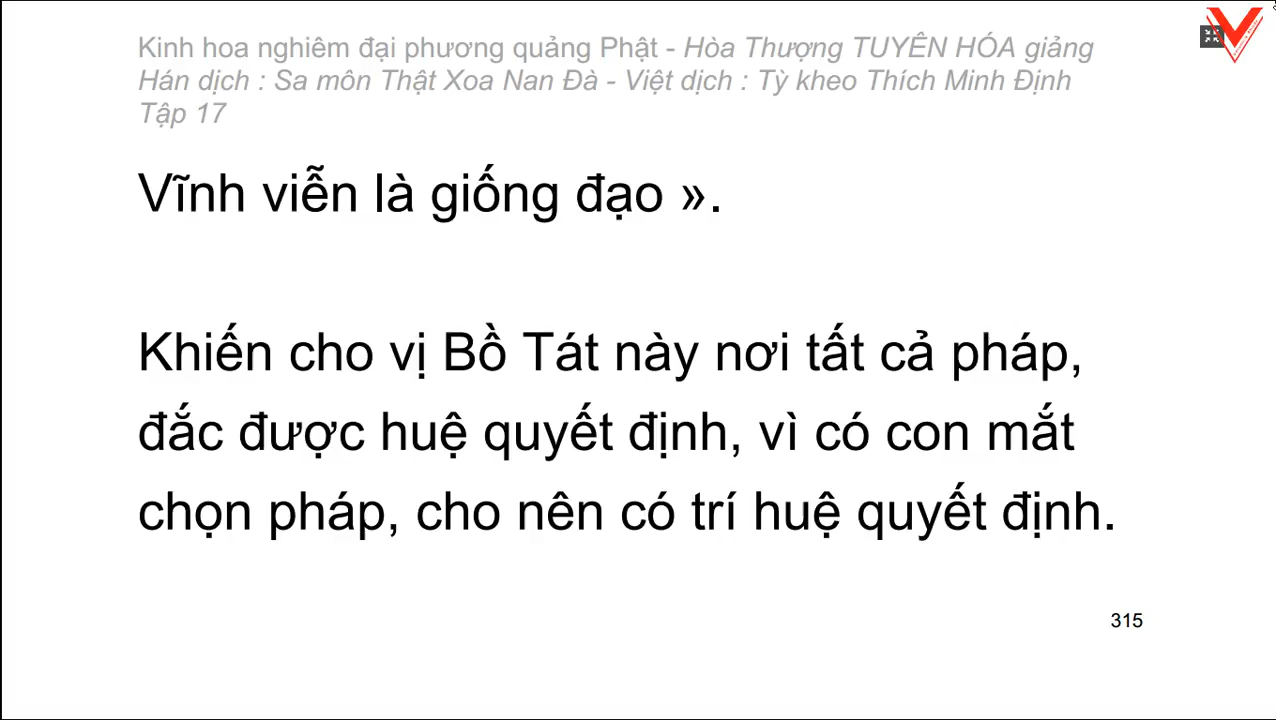 Kinh hoa nghiêm đại phương quảng Phật - Hòa Thượng TUYÊN HÓA giảng
Hán dịch : Sa môn Thật Xoa Nan Đà - Việt dịch : Tỳ kheo Thích Minh Định
Tập 17
Vĩnh viễn là giống đạo ».
Khiến cho vị Bồ Tát này nơi tất cả pháp,
đắc được huệ quyết định, vì có con mắt
chọn pháp, cho nên có trí huệ quyết định.
315